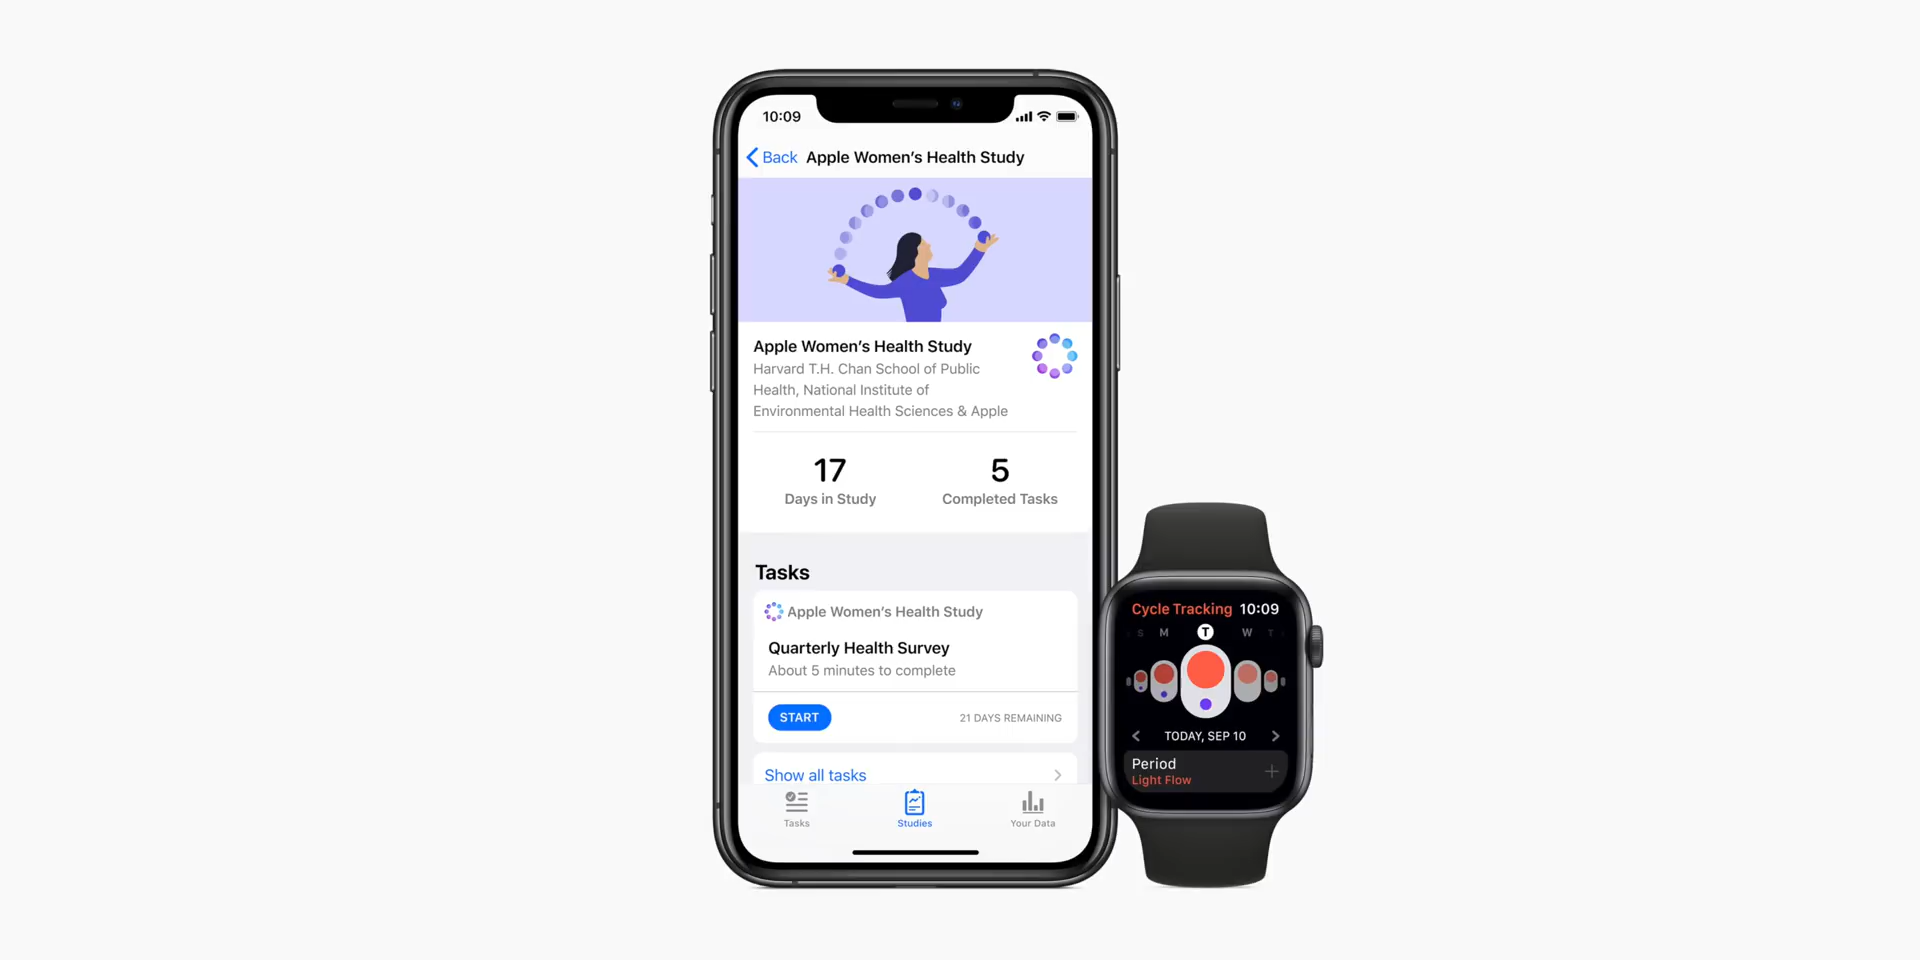 10:09
Back Apple Women's Health Study
Apple Women's Health Study
Harvard T.H. Chan School of Public
Health, National Institute of
Environmental Health Sciences & Apple
17
Days in Study
5
Completed Tasks
Tasks
Apple Women's Health Study
Quarterly Health Survey
About 5 minutes to complete
START
21 DAYS REMAINING
Show all tasks
Tasks
Studies
Your Data
Cycle Tracking 10:09
S M T W T
TODAY, SEP 10
Period
Light Flow